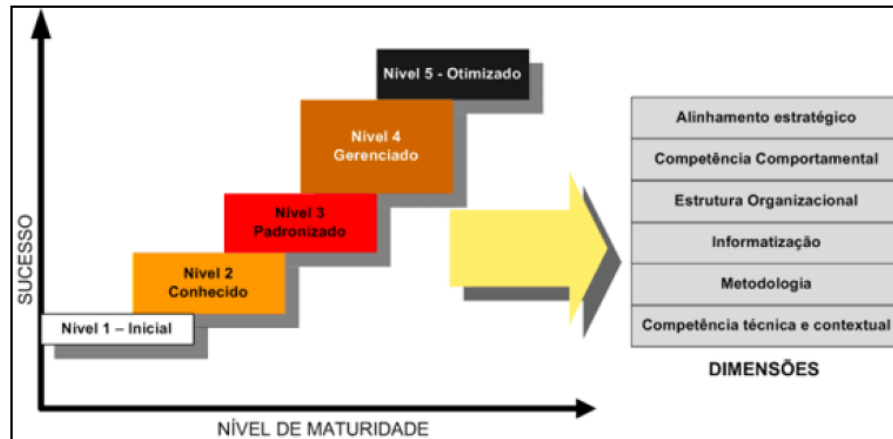 Nível 5 - Otimizado
Nível 4
Gerenciado
Nível 3
Padronizado
Nível 2
Conhecido
Nível 1 – Inicial
SUCESSO
NÍVEL DE MATURIDADE
Alinhamento estratégico
Competência Comportamental
Estrutura Organizacional
Informatização
Metodologia
Competência técnica e contextual
DIMENSÕES